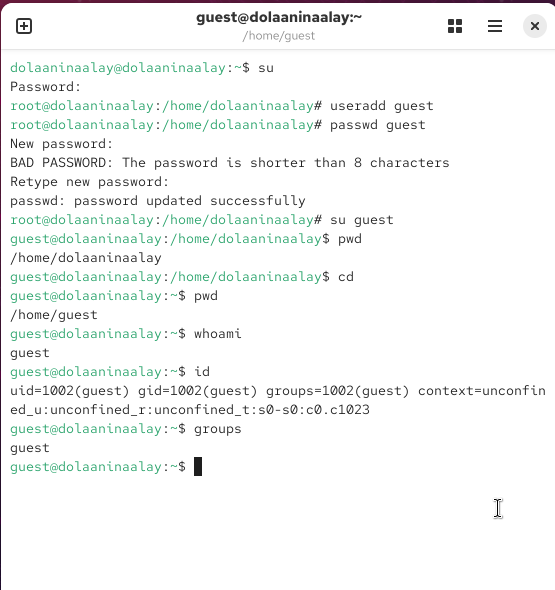 guest@dolaaninaalay:~
/home/guest
dolaaninaalay@dolaaninaalay:~$ su
Password:
root@dolaaninaalay:/home/dolaaninaalay# useradd guest
root@dolaaninaalay:/home/dolaaninaalay# passwd guest
New password:
BAD PASSWORD: The password is shorter than 8 characters
Retype new password:
passwd: password updated successfully
root@dolaaninaalay:/home/dolaaninaalay# su guest
guest@dolaaninaalay:/home/dolaaninaalay$ pwd
/home/dolaaninaalay
guest@dolaaninaalay:/home/dolaaninaalay$ cd
guest@dolaaninaalay:~$ pwd
/home/guest
guest@dolaaninaalay:~$ whoami
guest
guest@dolaaninaalay:~$ id
uid=1002(guest) gid=1002(guest) groups=1002(guest) context=unconfin
ed_u:unconfined_r:unconfined_t:s0-s0:c0.c1023
guest@dolaaninaalay:~$ groups
guest
guest@dolaaninaalay:~$